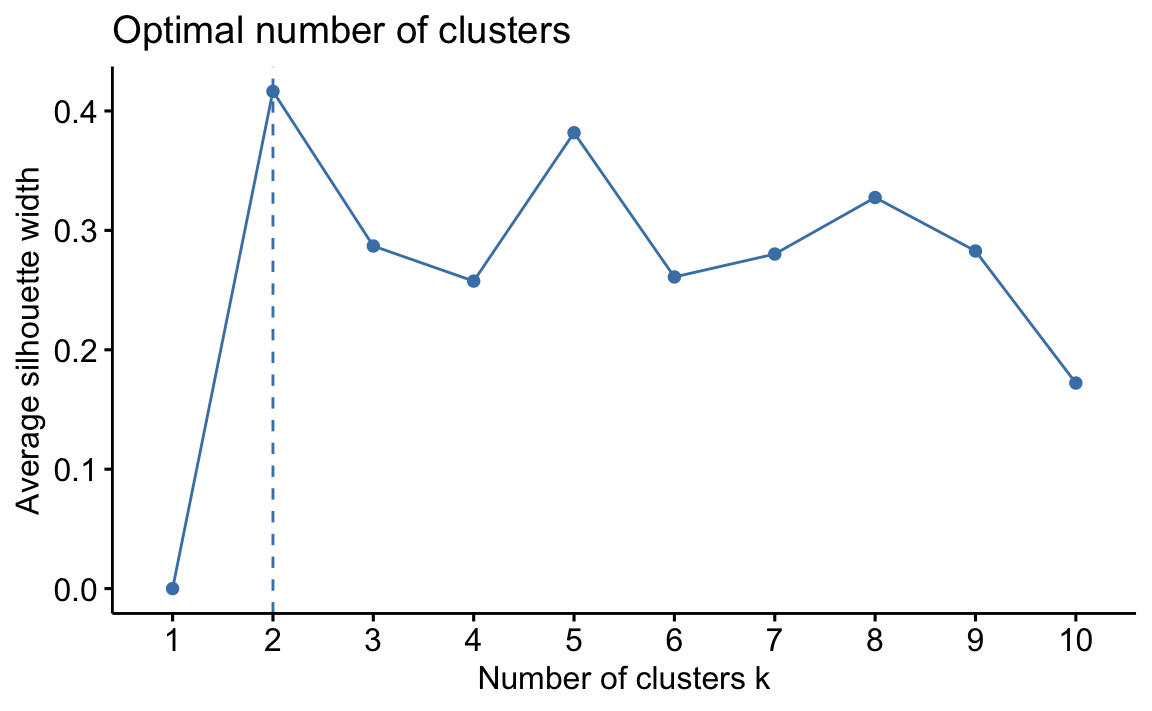 Optimal number of clusters
Average silhouette width
0.4
0.3
0.2
0.1
0.0
1 2 3 4 5 6 7 8 9 10
Number of clusters k